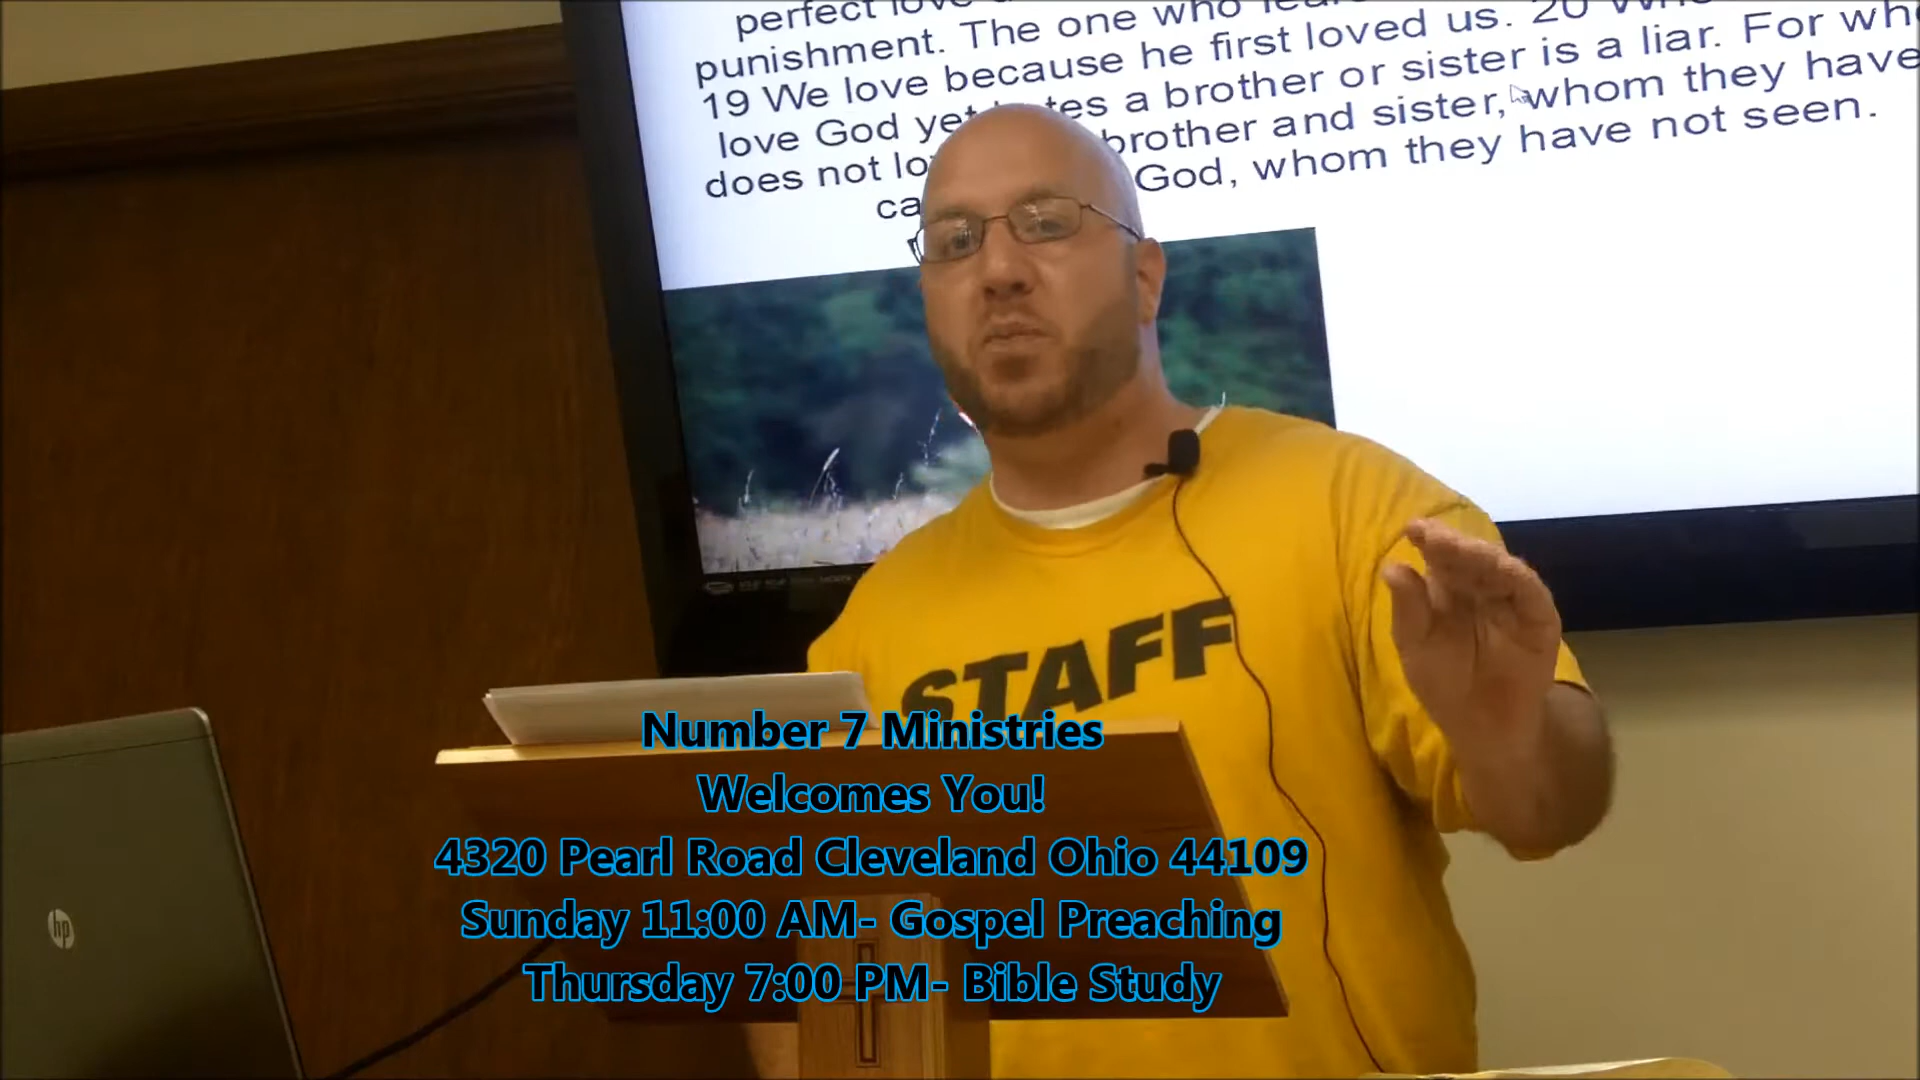 perfect
punishment. The one who
19 We love because he first loved us. 20
love God yet a brother or sister is a liar. For
does not brother and sister, whom they have
God, whom they have not seen.
STAFF
Number 7 Ministries
Welcomes You!
4320 Pearl Road Cleveland Ohio 44109
hp
Sunday 11:00 AM- Gospel Preaching
Thursday 7:00 PM- Bible Study